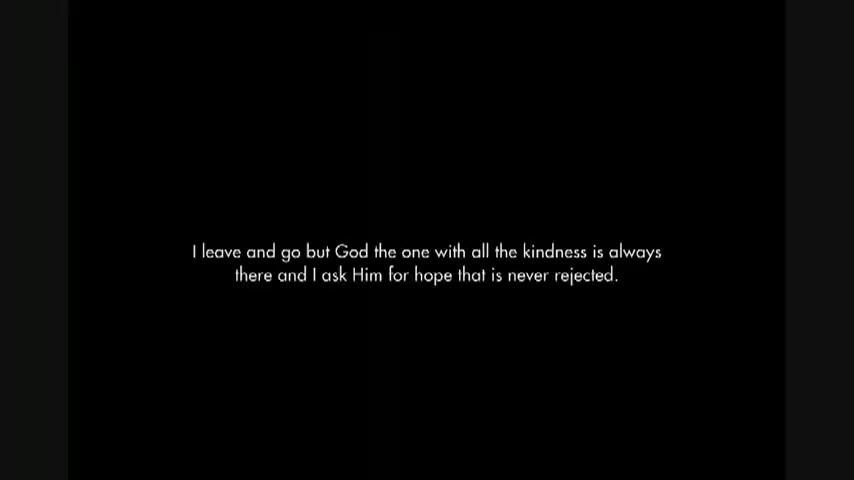 I leave and go but God the one with all the kindness is always
there and I ask Him for hope that is never rejected.